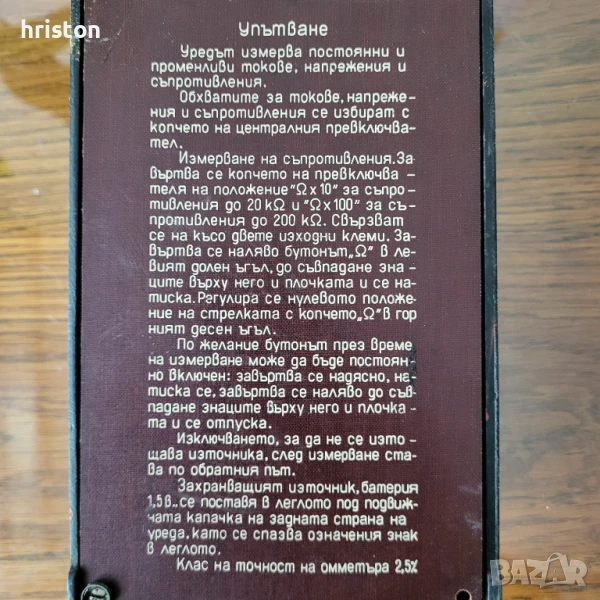 hriston
Упътване
Уредът измерва постоянни и
променливи токове, напрежения и
съпротивления.
Обхватите за токове, напреже-
ния и съпротивления се избират с
копчето на централния превключва-
тел.
Измерване на съпротивления. За-
въртва се копчето на превключва-
теля на положение "Ω x 10" за съпро-
тивления до 20 kΩ и "Ω x 100" за съ-
противления до 200 kΩ. Свързват
се на късо двете изходни клеми. За-
въртва се наляво бутонът „Ω" в ле-
вият долен ъгъл, до съвпадане зна-
ците върху него и плочката и се на-
тиска. Регулира се нулевото положе-
ние на стрелката с копчето „Ω" в гор
ният десен ъгъл.
По желание бутонът през време
на измерване може да бъде постоян-
но включен: завъртва се надясно, на-
тиска се, завъртва се наляво до съв-
падане знаците върху него и плочка-
та и се отпуска.
Изключването, за да не се изто-
щава източника, след измерване ста-
ва по обратния път.
Захранващият източник, батерия
1,5 в.. се поставя в леглото под подвиж-
ната капачка на задната страна на
уреда, като се спазва означения знак
в леглото.
Клас на точност на омметъра 2,5%
BAZAR